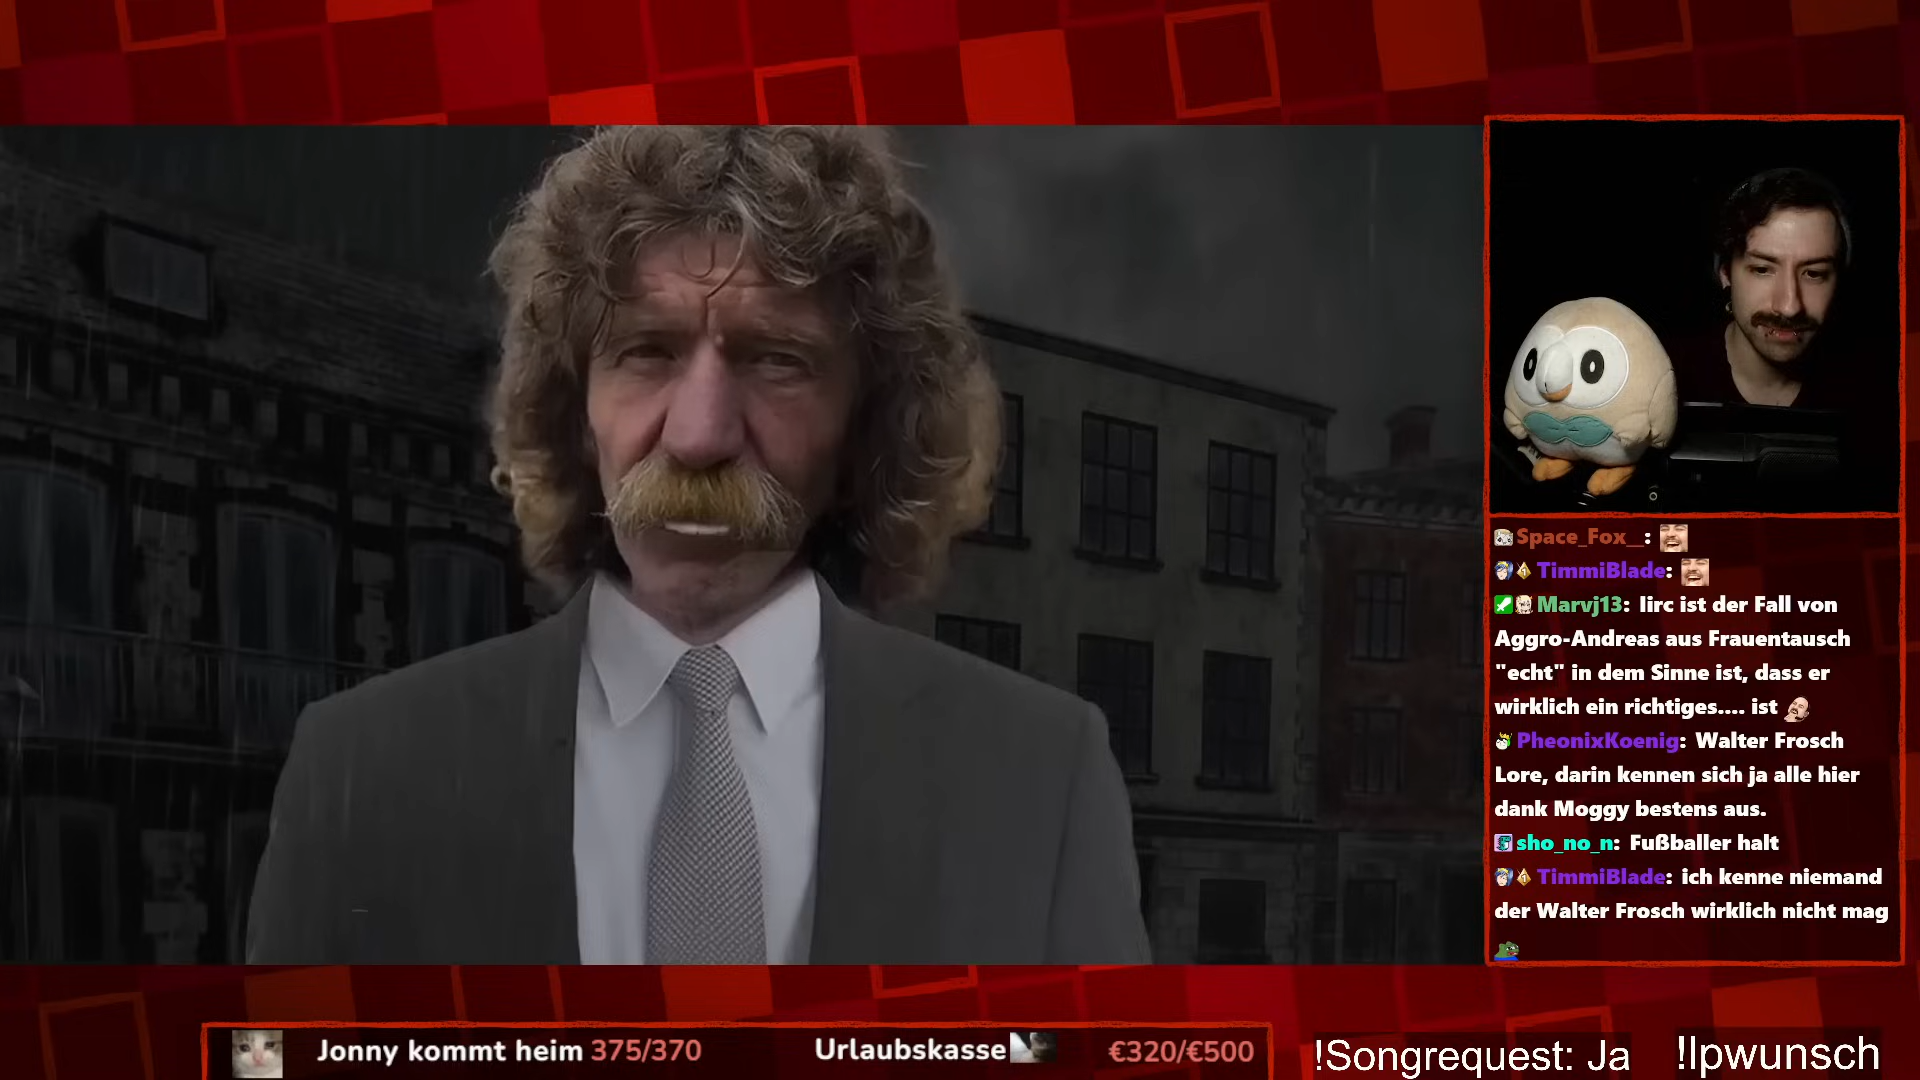 Space_Fox__:
TimmiBlade:
Marvj13: Iirc ist der Fall von
Aggro-Andreas aus Frauentausch
"echt" in dem Sinne ist, dass er
wirklich ein richtiges.... ist
PheonixKoenig: Walter Frosch
Lore, darin kennen sich ja alle hier
dank Moggy bestens aus.
sho_no_n: Fußballer halt
TimmiBlade: ich kenne niemand
der Walter Frosch wirklich nicht mag
Jonny kommt heim 375/370
Urlaubskasse €320/€500
!Songrequest: Ja
!lpwunsch